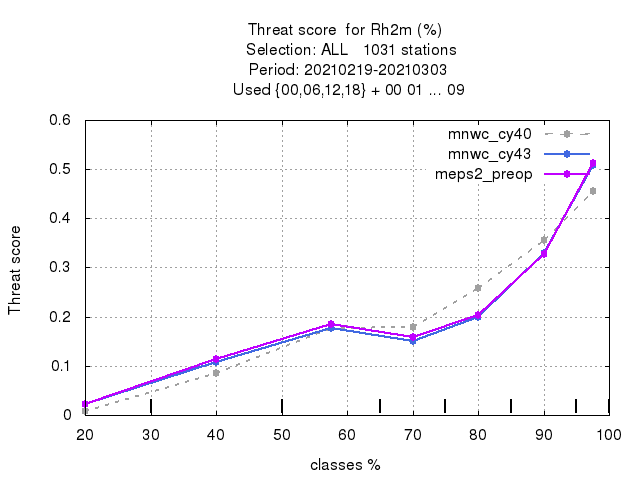 Threat score  for Rh2m (%)
Selection: ALL   1031 stations
Period: 20210219-20210303
Used {00,06,12,18} + 00 01 ... 09
mnwc_cy40
mnwc_cy43
meps2_preop
Threat score
0.6
0.5
0.4
0.3
0.2
0.1
0
20 30 40 50 60 70 80 90 100
classes %